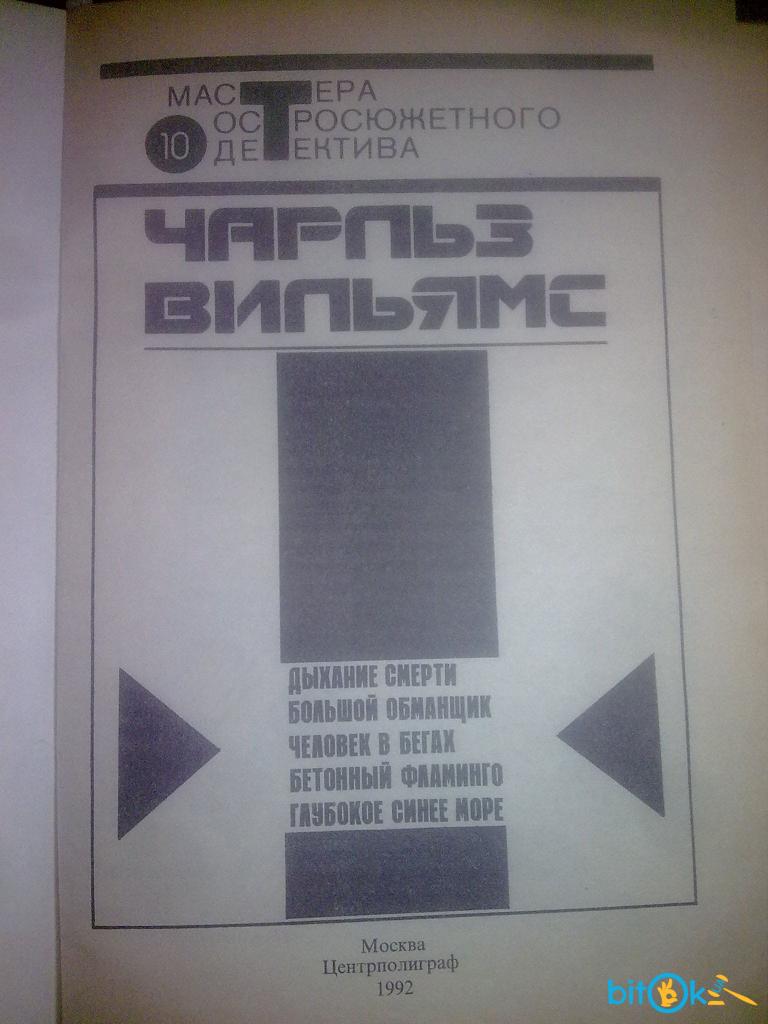 МАСТЕРА
10 ОСТРОСЮЖЕТНОГО
ДЕТЕКТИВА
ЧАРЛЬЗ
ВИЛЬЯМС
ДЫХАНИЕ СМЕРТИ
БОЛЬШОЙ ОБМАНЩИК
ЧЕЛОВЕК В БЕГАХ
БЕТОННЫЙ ФЛАМИНГО
ГЛУБОКОЕ СИНЕЕ МОРЕ
Москва
Центрполиграф
1992
bitOk